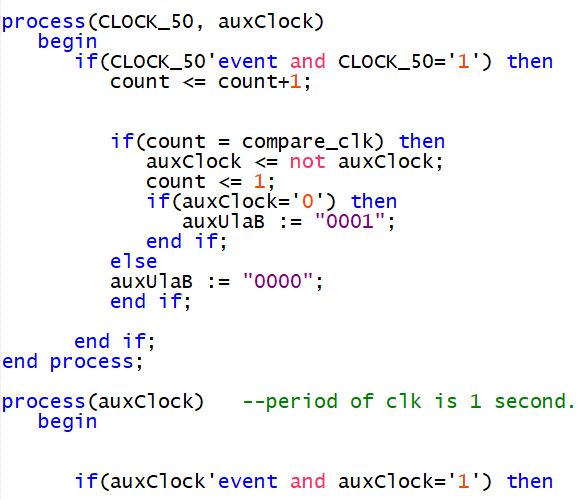 process(CLOCK_50, auxClock)
begin
if(CLOCK_50'event and CLOCK_50='1') then
count <= count+1;
if(count = compare_clk) then
auxClock <= not auxClock;
count <= 1;
if(auxClock='0') then
auxUlaB := "0001";
end if;
else
auxUlaB := "0000";
end if;
end if;
end process;
process(auxClock) --period of clk is 1 second.
begin
if(auxClock'event and auxClock='1') then